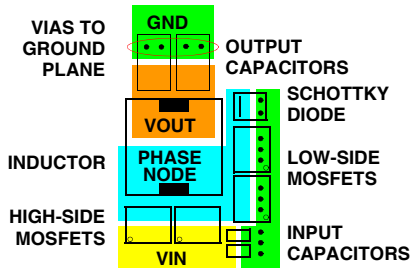 GND
VIAS TO
GROUND
PLANE
OUTPUT
CAPACITORS
SCHOTTKY
DIODE
VOUT
INDUCTOR
PHASE
NODE
LOW-SIDE
MOSFETS
HIGH-SIDE
MOSFETS
INPUT
CAPACITORS
VIN